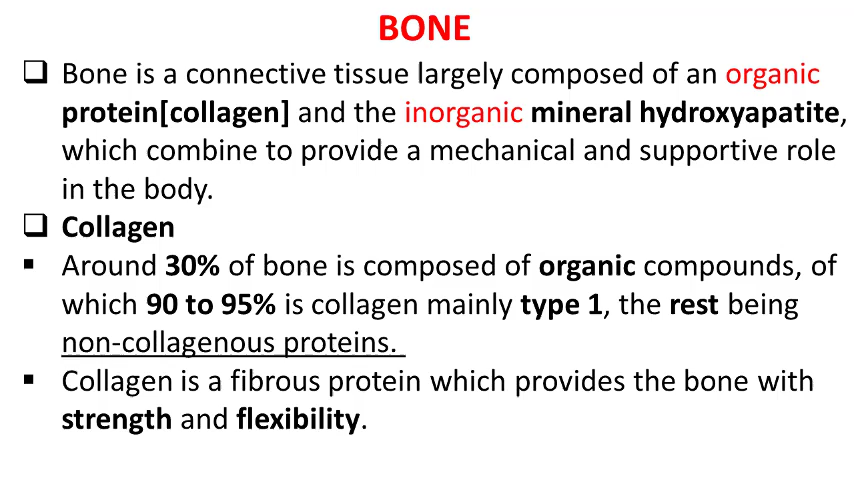 BONE
❑ Bone is a connective tissue largely composed of an organic
protein[collagen] and the inorganic mineral hydroxyapatite,
which combine to provide a mechanical and supportive role
in the body.
❑ Collagen
▪ Around 30% of bone is composed of organic compounds, of
which 90 to 95% is collagen mainly type 1, the rest being
non-collagenous proteins.
▪ Collagen is a fibrous protein which provides the bone with
strength and flexibility.